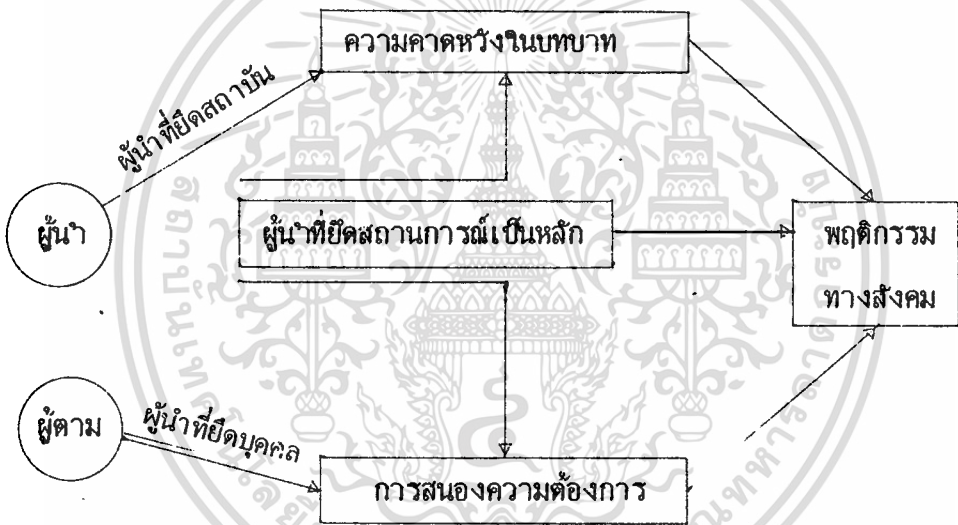 ความคาดหวังในบทบาท
ผู้นำที่ยึดสถาบัน
ผู้นำ
ผู้นำที่ยึดสถานการณ์เป็นหลัก
พฤติกรรม
ทางสังคม
ผู้ตาม
ผู้นำที่ยึดบุคคล
การสนองความต้องการ